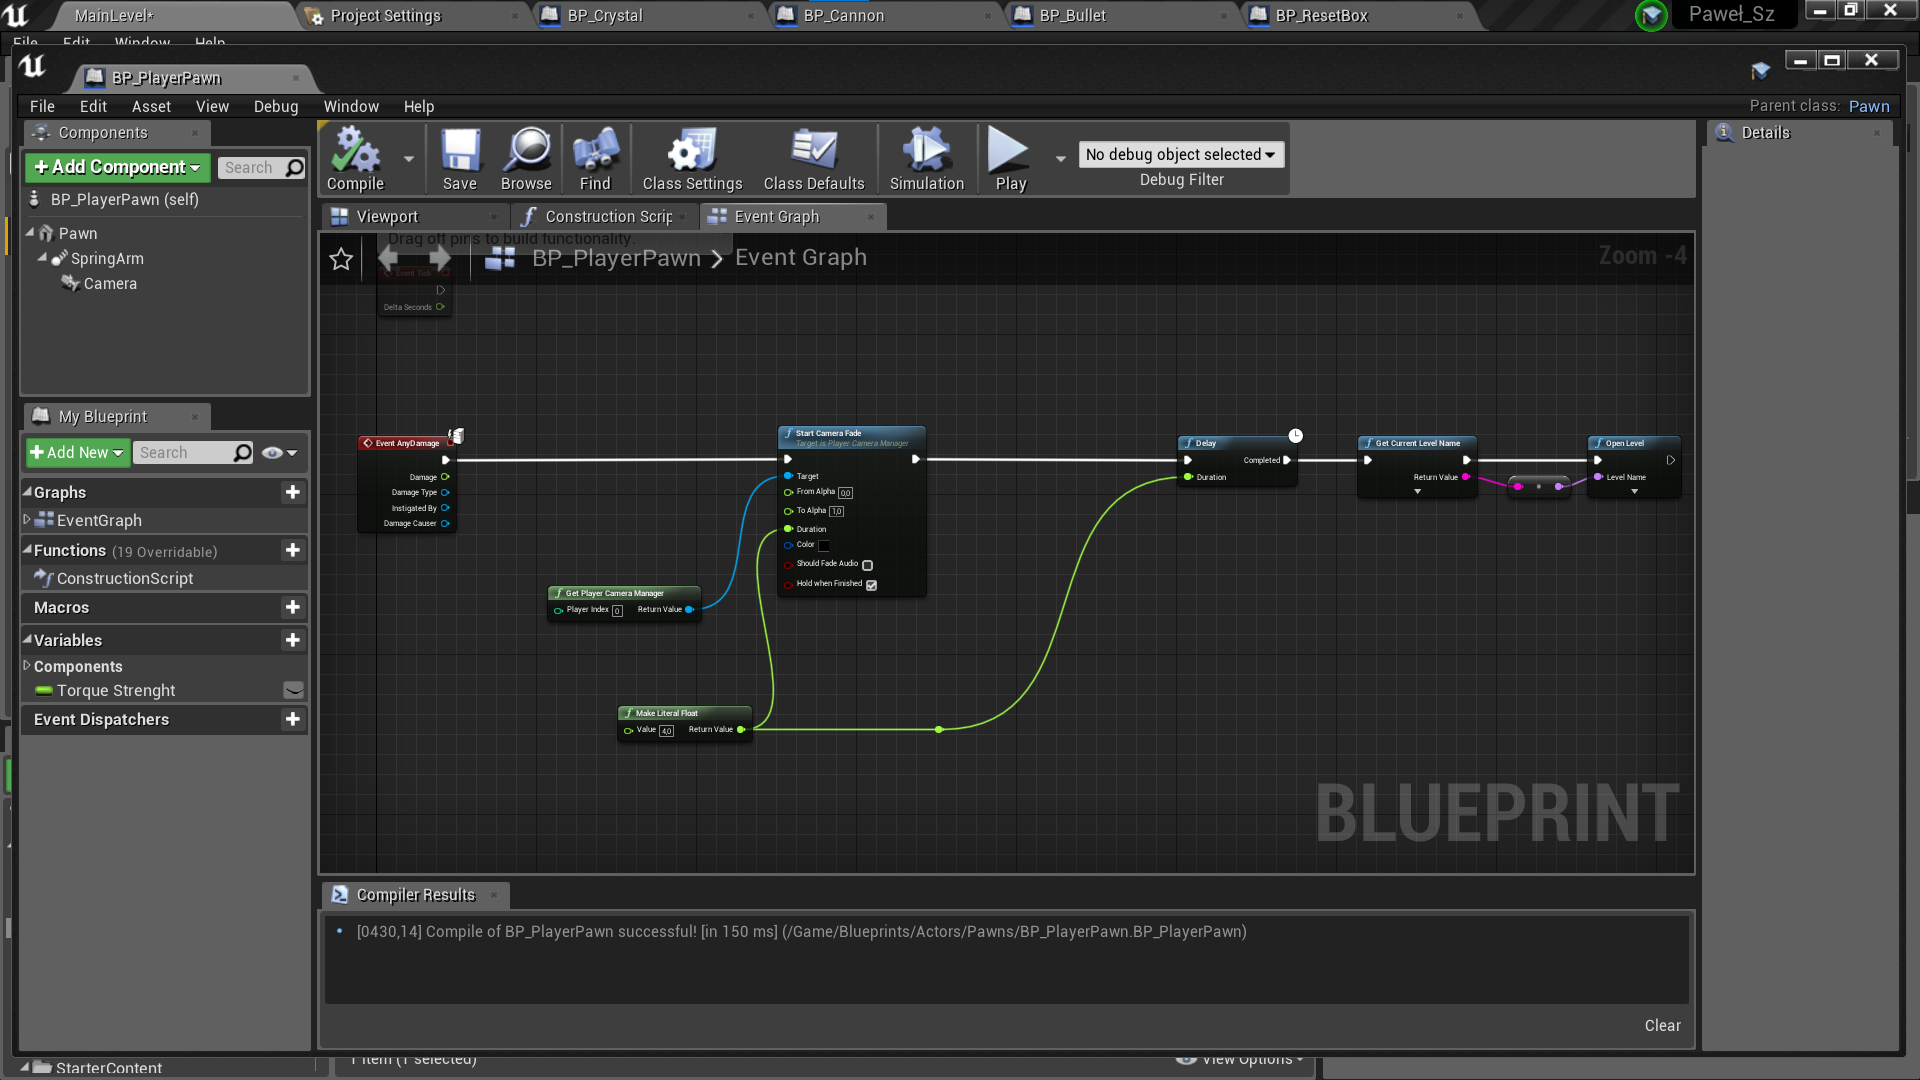 MainLevel*
Project Settings
BP_Crystal
BP_Cannon
BP_Bullet
BP_ResetBox
Paweł_Sz
File Edit Window Help
BP_PlayerPawn
File Edit Asset View Debug Window Help
Parent class: Pawn
Components
+ Add Component
Search
BP_PlayerPawn (self)
Pawn
SpringArm
Camera
My Blueprint
+ Add New
Search
Graphs
EventGraph
Functions (19 Overridable)
ConstructionScript
Macros
Variables
Components
Torque Strenght
Event Dispatchers
Compile
Save
Browse
Find
Class Settings
Class Defaults
Simulation
Play
No debug object selected
Debug Filter
Details
Viewport
Construction Scrip
Event Graph
Drag off pins to build functionality.
BP_PlayerPawn > Event Graph
Zoom -4
Event Tick
Delta Seconds
Event AnyDamage
Damage
Damage Type
Instigated By
Damage Causer
Get Player Camera Manager
Player Index 0 Return Value
Make Literal Float
Value 4,0 Return Value
Start Camera Fade
Target is Player Camera Manager
Target
From Alpha 0,0
To Alpha 1,0
Duration
Color
Should Fade Audio
Hold when Finished
Delay
Completed
Duration
Get Current Level Name
Return Value
Open Level
Level Name
BLUEPRINT
Compiler Results
[0430,14] Compile of BP_PlayerPawn successful! [in 150 ms] (/Game/Blueprints/Actors/Pawns/BP_PlayerPawn.BP_PlayerPawn)
Clear
StarterContent
1 item (1 selected)
View Options